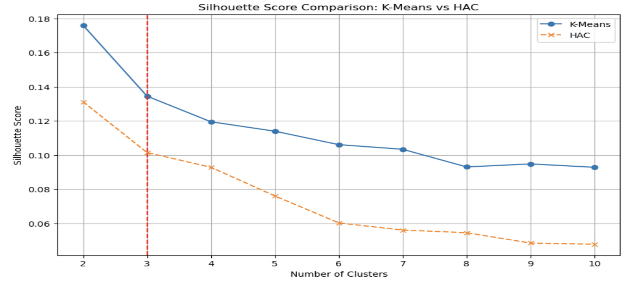 Silhouette Score Comparison: K-Means vs HAC
K-Means
HAC
Silhouette Score
0.18
0.16
0.14
0.12
0.10
0.08
0.06
2 3 4 5 6 7 8 9 10
Number of Clusters